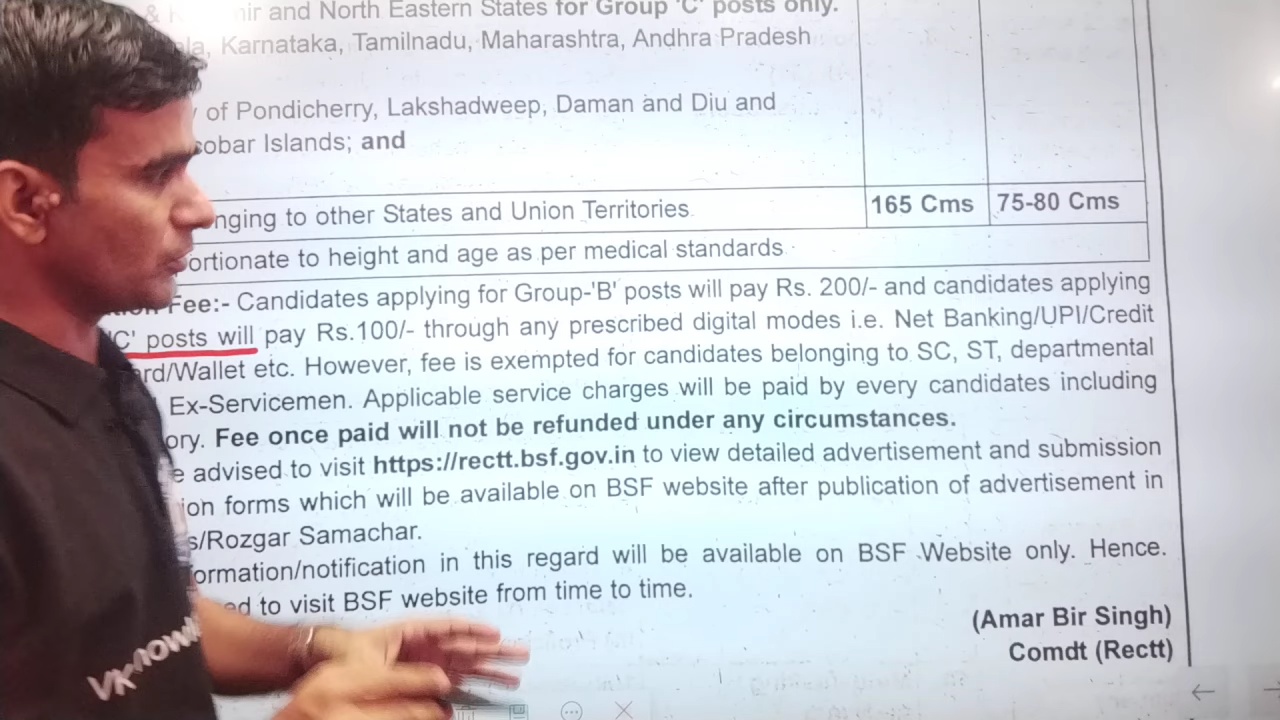 & nir and North Eastern States for Group 'C' posts only.
ala, Karnataka, Tamilnadu, Maharashtra, Andhra Pradesh
y of Pondicherry, Lakshadweep, Daman and Diu and
cobar Islands; and
nging to other States and Union Territories. 165 Cms 75-80 Cms
ortionate to height and age as per medical standards
Fee:- Candidates applying for Group-'B' posts will pay Rs. 200/- and candidates applying
'C' posts will pay Rs.100/- through any prescribed digital modes i.e. Net Banking/UPI/Credit
ard/Wallet etc. However, fee is exempted for candidates belonging to SC, ST, departmental
Ex-Servicemen. Applicable service charges will be paid by every candidates including
ory. Fee once paid will not be refunded under any circumstances.
e advised to visit https://rectt.bsf.gov.in to view detailed advertisement and submission
ion forms which will be available on BSF website after publication of advertisement in
s/Rozgar Samachar.
ormation/notification in this regard will be available on BSF Website only. Hence.
ed to visit BSF website from time to time.
(Amar Bir Singh)
Comdt (Rectt)